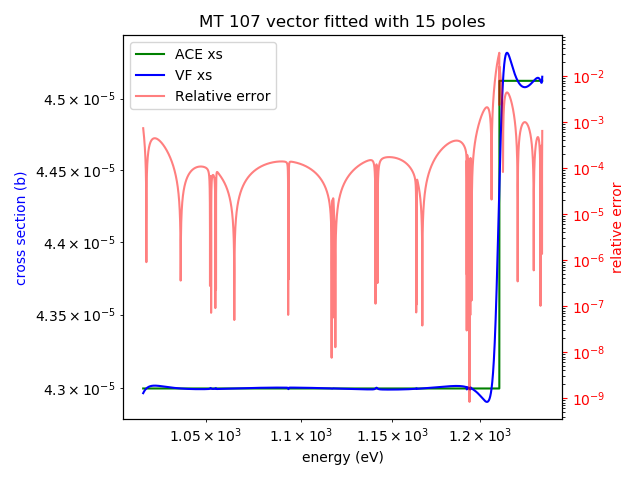 MT 107 vector fitted with 15 poles
ACE xs
VF xs
Relative error
4.5 × 10⁻⁵
4.45 × 10⁻⁵
4.4 × 10⁻⁵
4.35 × 10⁻⁵
4.3 × 10⁻⁵
cross section (b)
10⁻²
10⁻³
10⁻⁴
10⁻⁵
10⁻⁶
10⁻⁷
10⁻⁸
10⁻⁹
relative error
1.05 × 10³ 1.1 × 10³ 1.15 × 10³ 1.2 × 10³
energy (eV)